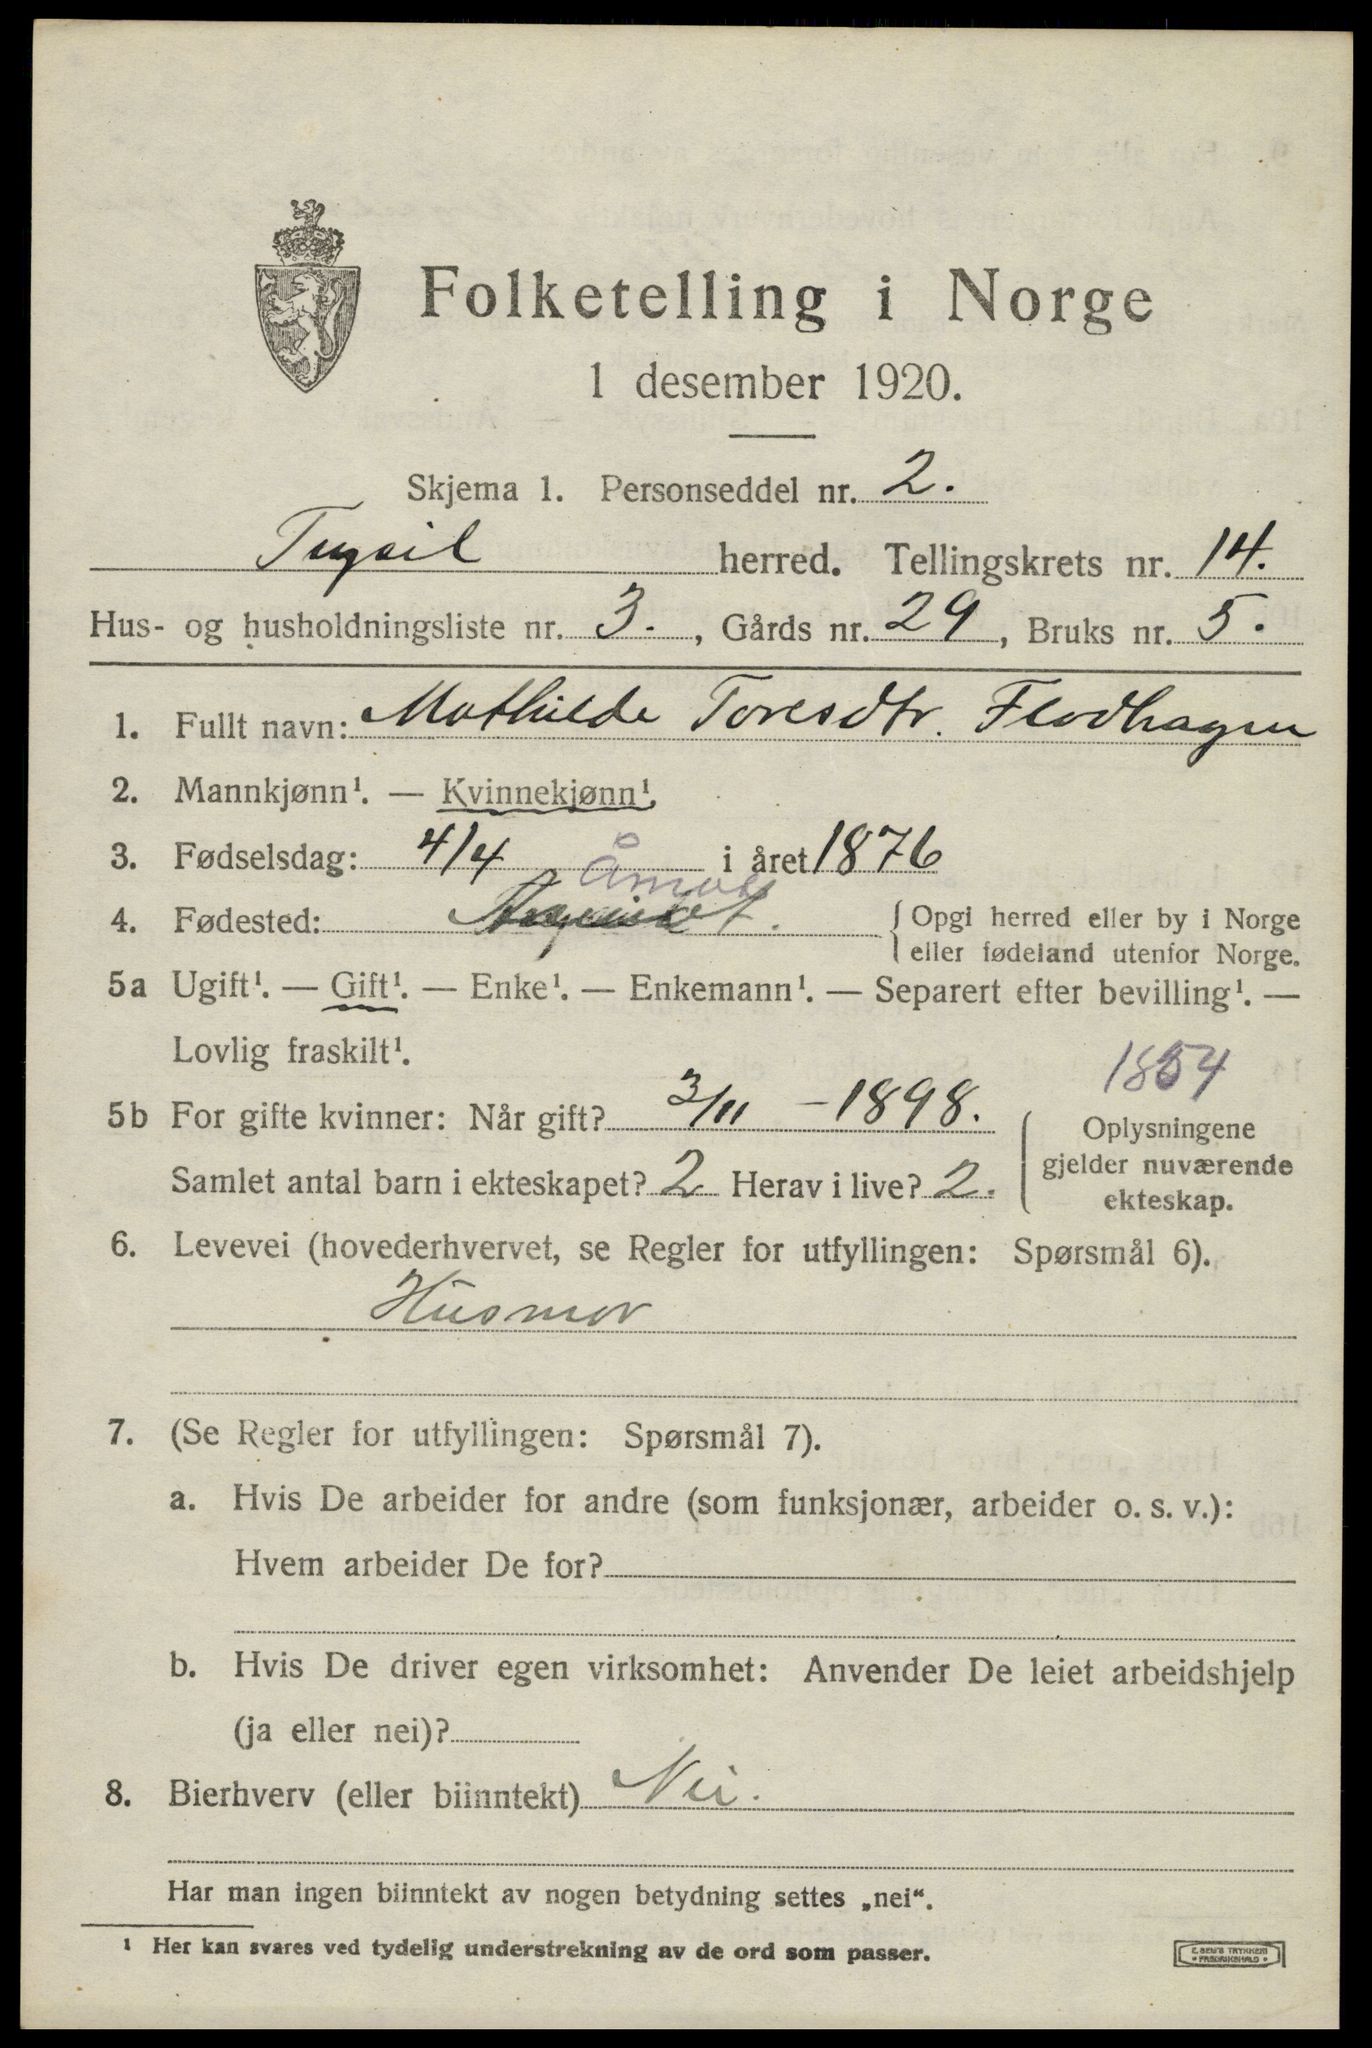 Folketelling i Norge
1 desember 1920.
Skjema 1. Personseddel nr. 2.
Trysil herred. Tellingskrets nr. 14.
Hus- og husholdningsliste nr. 3., Gårds nr. 29, Bruks nr. 5.
1. Fullt navn: Mathilde Toresdtr. Flodhagen
2. Mannkjønn¹. — Kvinnekjønn¹.
3. Fødselsdag: 4/4 i året 1876
Åmot
4. Fødested: { Opgi herred eller by i Norge
eller fødeland utenfor Norge.
5a Ugift¹. — Gift¹. — Enke¹. — Enkemann¹. — Separert efter bevilling¹. —
Lovlig fraskilt¹.
1854
5b For gifte kvinner: Når gift? 3/11 – 1898. { Oplysningene
gjelder nuværende
ekteskap.
Samlet antal barn i ekteskapet? 2 Herav i live? 2.
6. Levevei (hovederhvervet, se Regler for utfyllingen: Spørsmål 6).
Husmor
7. (Se Regler for utfyllingen: Spørsmål 7).
a. Hvis De arbeider for andre (som funksjonær, arbeider o. s. v.):
Hvem arbeider De for?
b. Hvis De driver egen virksomhet: Anvender De leiet arbeidshjelp
(ja eller nei)?
8. Bierhverv (eller biinntekt) Nei.
Har man ingen biinntekt av nogen betydning settes „nei“.
¹ Her kan svares ved tydelig understrekning av de ord som passer.
E. SEM'S TRYKKERI
• FREDRIKSHALD •